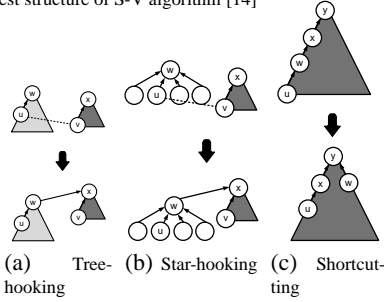 est structure of S-V algorithm [14]
y
w
x
x
w
x
u
w
u
v
v
u
y
x
x
w
x
w
u
v
u
v
u
(a) Tree-hooking
(b) Star-hooking
(c) Shortcut-
ting